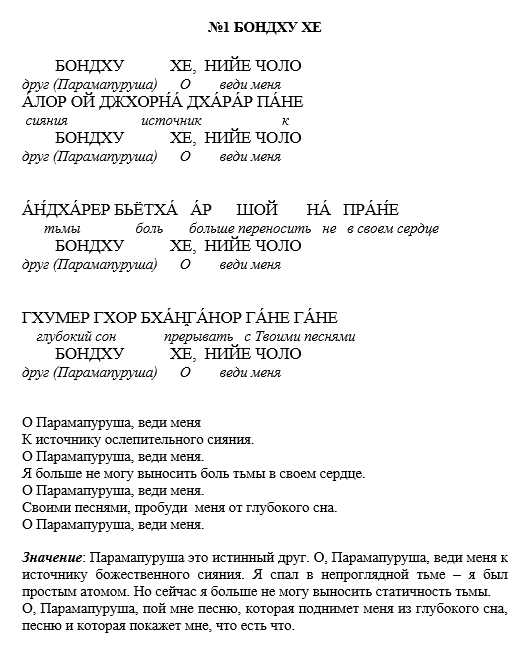 №1 БОНДХУ ХЕ
БОНДХУ ХЕ, НИЙЕ ЧОЛО
друг (Парамапуруша) О веди меня
А́ЛОР ОЙ ДЖХОРН́А́ ДХА́РА́Р ПА́НЕ
сияния источник к
БОНДХУ ХЕ, НИЙЕ ЧОЛО
друг (Парамапуруша) О веди меня
А́Н́ДХА́РЕР БЬЁТХА́ А́Р ШОЙ НА́ ПРА́Н́Е
тьмы боль больше переносить не в своем сердце
БОНДХУ ХЕ, НИЙЕ ЧОЛО
друг (Парамапуруша) О веди меня
ГХУМЕР ГХОР БХА́Н̣ГА́НОР ГА́НЕ ГА́НЕ
глубокий сон прерывать с Твоими песнями
БОНДХУ ХЕ, НИЙЕ ЧОЛО
друг (Парамапуруша) О веди меня
О Парамапуруша, веди меня
К источнику ослепительного сияния.
О Парамапуруша, веди меня.
Я больше не могу выносить боль тьмы в своем сердце.
О Парамапуруша, веди меня.
Своими песнями, пробуди меня от глубокого сна.
О Парамапуруша, веди меня.
Значение: Парамапуруша это истинный друг. О, Парамапуруша, веди меня к
источнику божественного сияния. Я спал в непроглядной тьме – я был
простым атомом. Но сейчас я больше не могу выносить статичность тьмы.
О, Парамапуруша, пой мне песню, которая поднимет меня из глубокого сна,
песню и которая покажет мне, что есть что.